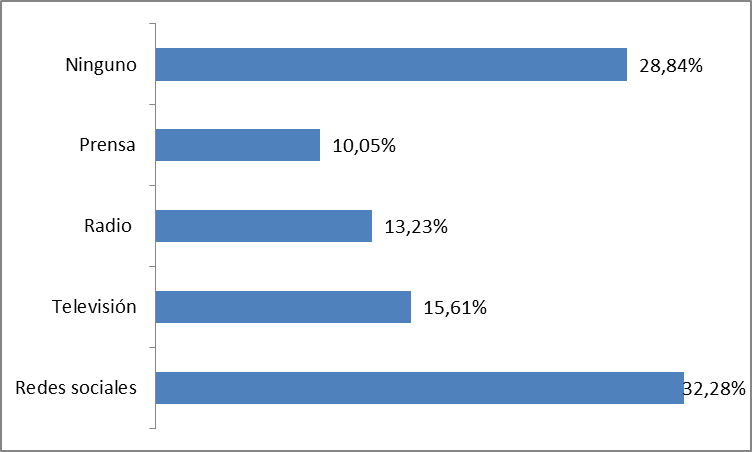 Ninguno 28,84%
Prensa 10,05%
Radio 13,23%
Televisión 15,61%
Redes sociales 32,28%